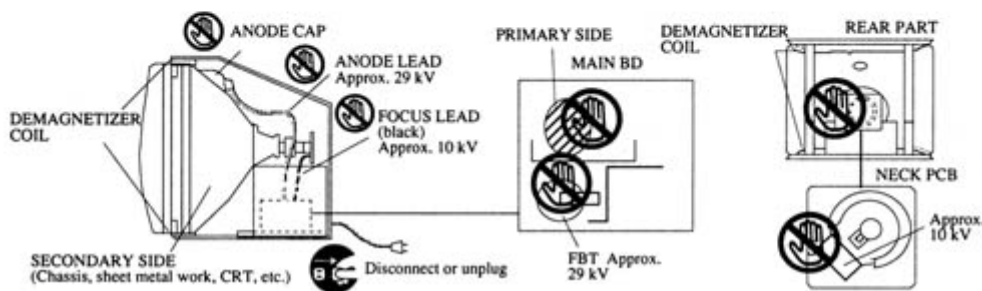 ANODE CAP
ANODE LEAD
Approx. 29 kV
FOCUS LEAD
(black)
Approx. 10 kV
DEMAGNETIZER
COIL
SECONDARY SIDE
(Chassis, sheet metal work, CRT, etc.)
Disconnect or unplug
PRIMARY SIDE
MAIN BD
FBT Approx.
29 kV
DEMAGNETIZER
COIL
REAR PART
NECK PCB
Approx.
10 kV